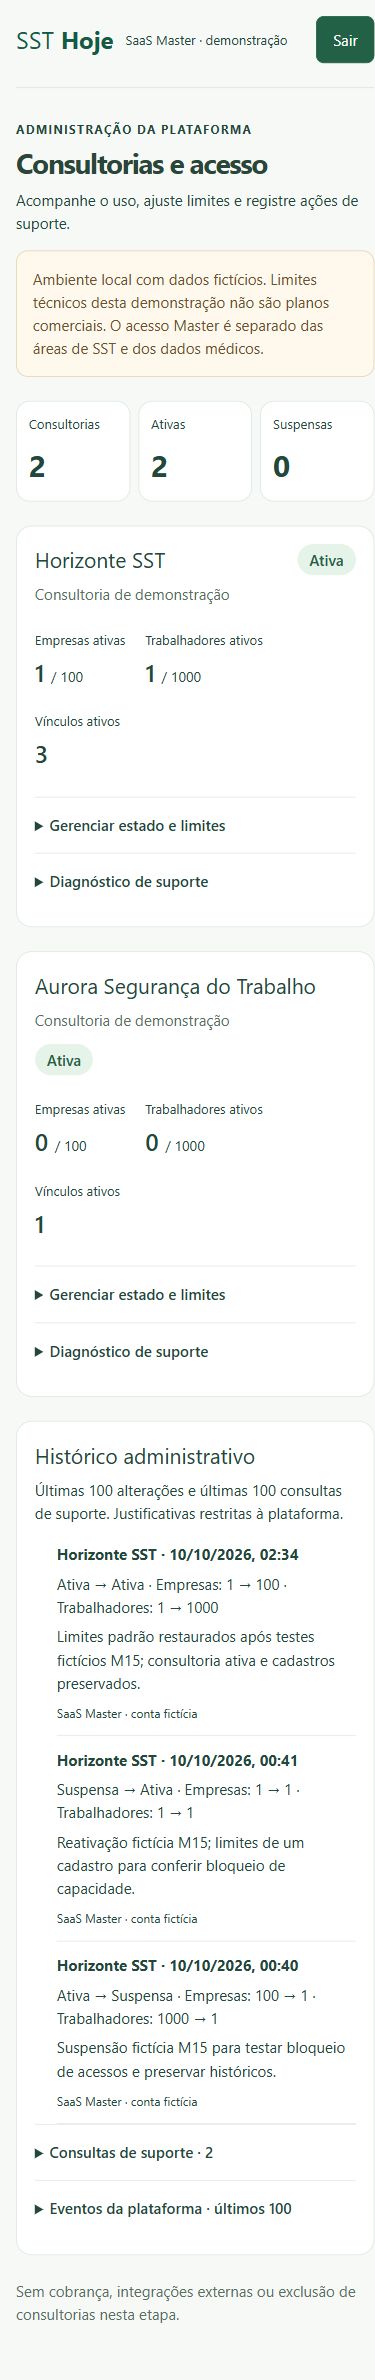 SST Hoje SaaS Master · demonstração Sair
ADMINISTRAÇÃO DA PLATAFORMA
Consultorias e acesso
Acompanhe o uso, ajuste limites e registre ações de
suporte.
Ambiente local com dados fictícios. Limites
técnicos desta demonstração não são planos
comerciais. O acesso Master é separado das
áreas de SST e dos dados médicos.
Consultorias Ativas Suspensas
2 2 0
Horizonte SST Ativa
Consultoria de demonstração
Empresas ativas Trabalhadores ativos
1 / 100 1 / 1000
Vínculos ativos
3
▶ Gerenciar estado e limites
▶ Diagnóstico de suporte
Aurora Segurança do Trabalho
Consultoria de demonstração
Ativa
Empresas ativas Trabalhadores ativos
0 / 100 0 / 1000
Vínculos ativos
1
▶ Gerenciar estado e limites
▶ Diagnóstico de suporte
Histórico administrativo
Últimas 100 alterações e últimas 100 consultas
de suporte. Justificativas restritas à plataforma.
Horizonte SST · 10/10/2026, 02:34
Ativa → Ativa · Empresas: 1 → 100 ·
Trabalhadores: 1 → 1000
Limites padrão restaurados após testes
fictícios M15; consultoria ativa e cadastros
preservados.
SaaS Master · conta fictícia
Horizonte SST · 10/10/2026, 00:41
Suspensa → Ativa · Empresas: 1 → 1 ·
Trabalhadores: 1 → 1
Reativação fictícia M15; limites de um
cadastro para conferir bloqueio de
capacidade.
SaaS Master · conta fictícia
Horizonte SST · 10/10/2026, 00:40
Ativa → Suspensa · Empresas: 100 → 1 ·
Trabalhadores: 1000 → 1
Suspensão fictícia M15 para testar bloqueio
de acessos e preservar históricos.
SaaS Master · conta fictícia
▶ Consultas de suporte · 2
▶ Eventos da plataforma · últimos 100
Sem cobrança, integrações externas ou exclusão de
consultorias nesta etapa.